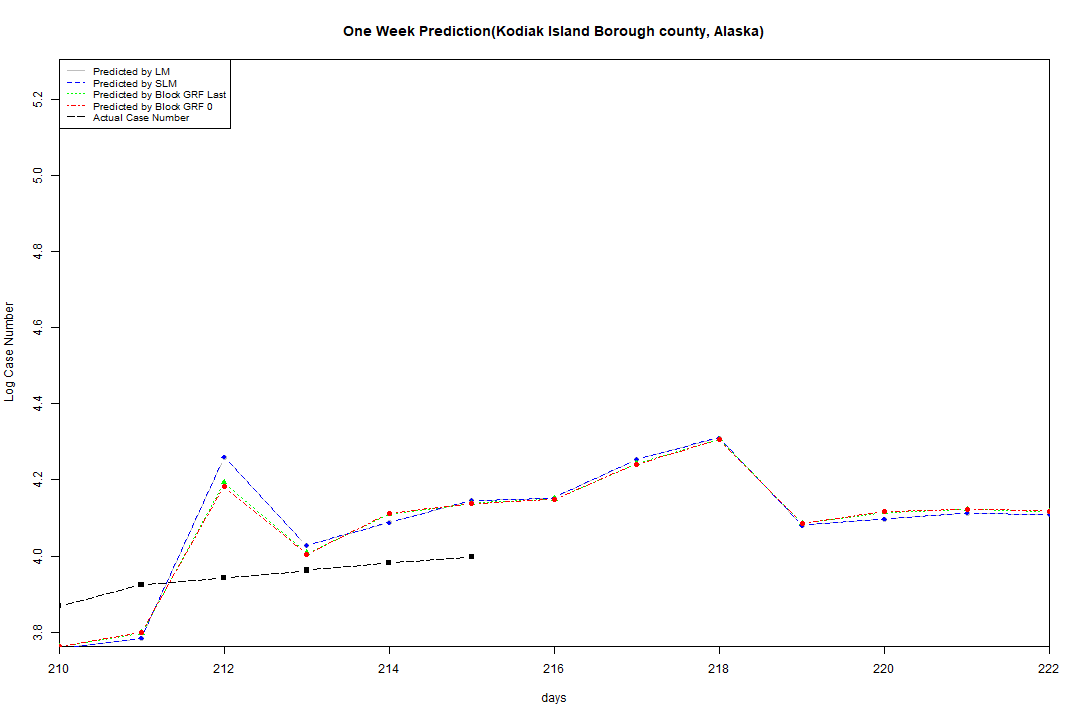 One Week Prediction(Kodiak Island Borough county, Alaska)
Predicted by LM
Predicted by SLM
Predicted by Block GRF Last
Predicted by Block GRF 0
Actual Case Number
5.2
5.0
4.8
4.6
4.4
4.2
4.0
3.8
Log Case Number
210 212 214 216 218 220 222
days